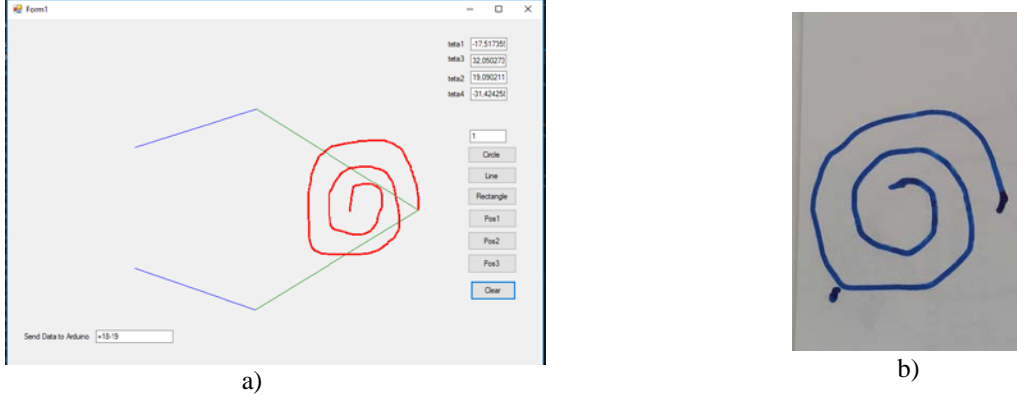 Form1
teta1 -17,51735
teta3 32,050273
teta2 19,090211
teta4 -31,42425
1
Circle
Line
Rectangle
Pos1
Pos2
Pos3
Clear
Send Data to Arduino +18-19
a)
b)